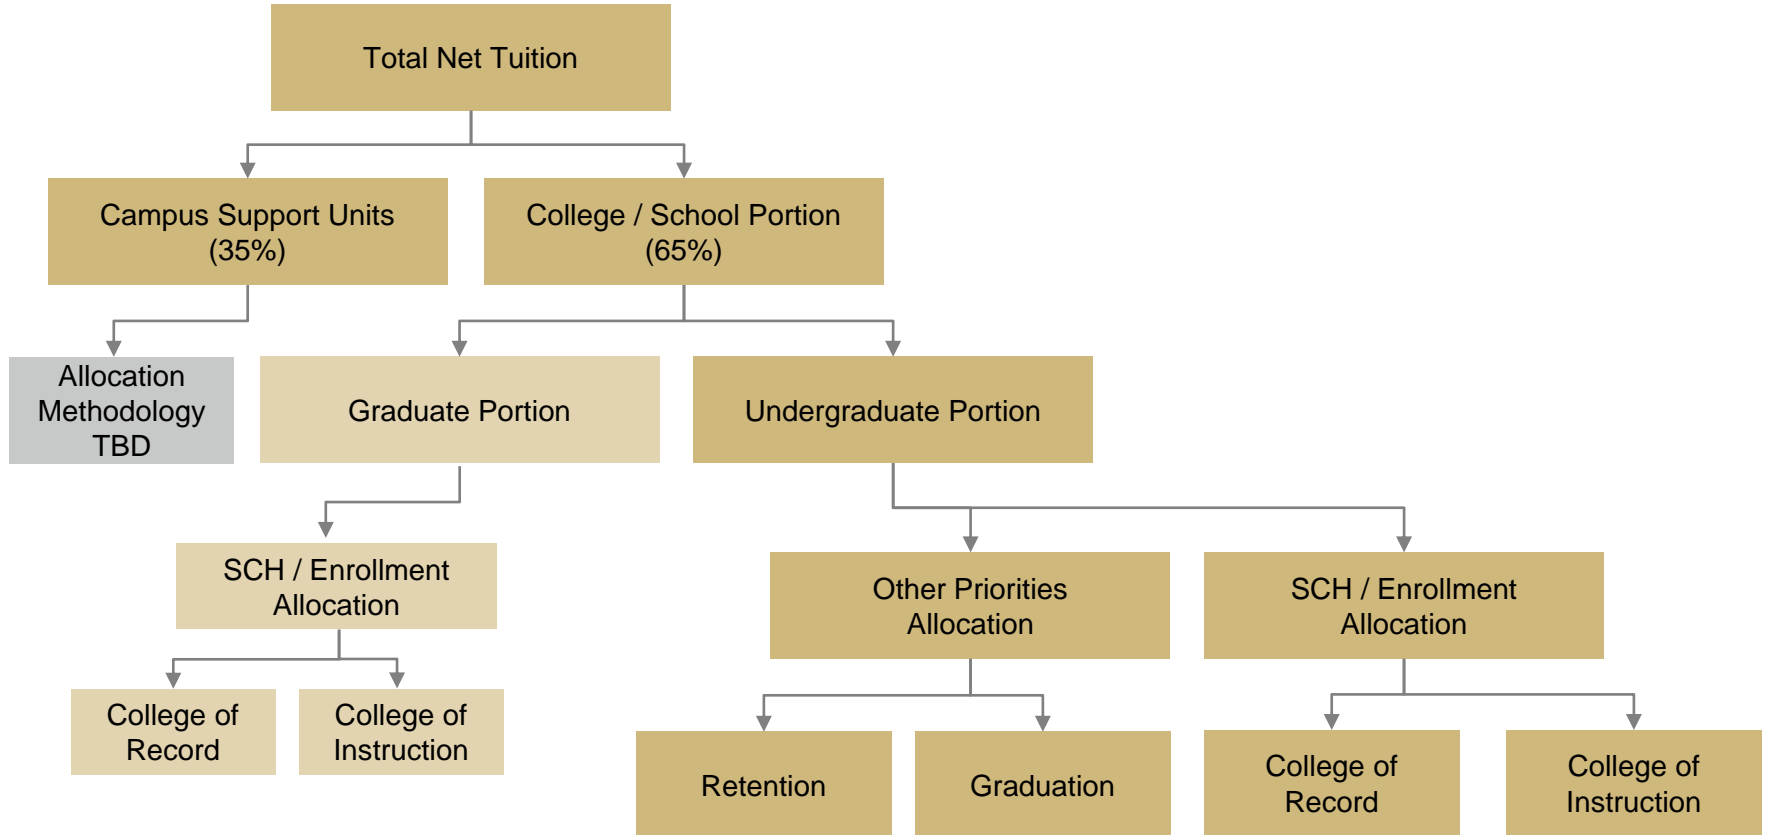 Total Net Tuition
Campus Support Units
(35%)
College / School Portion
(65%)
Allocation
Methodology
TBD
Graduate Portion
Undergraduate Portion
SCH / Enrollment
Allocation
Other Priorities
Allocation
SCH / Enrollment
Allocation
College of
Record
College of
Instruction
Retention
Graduation
College of
Record
College of
Instruction